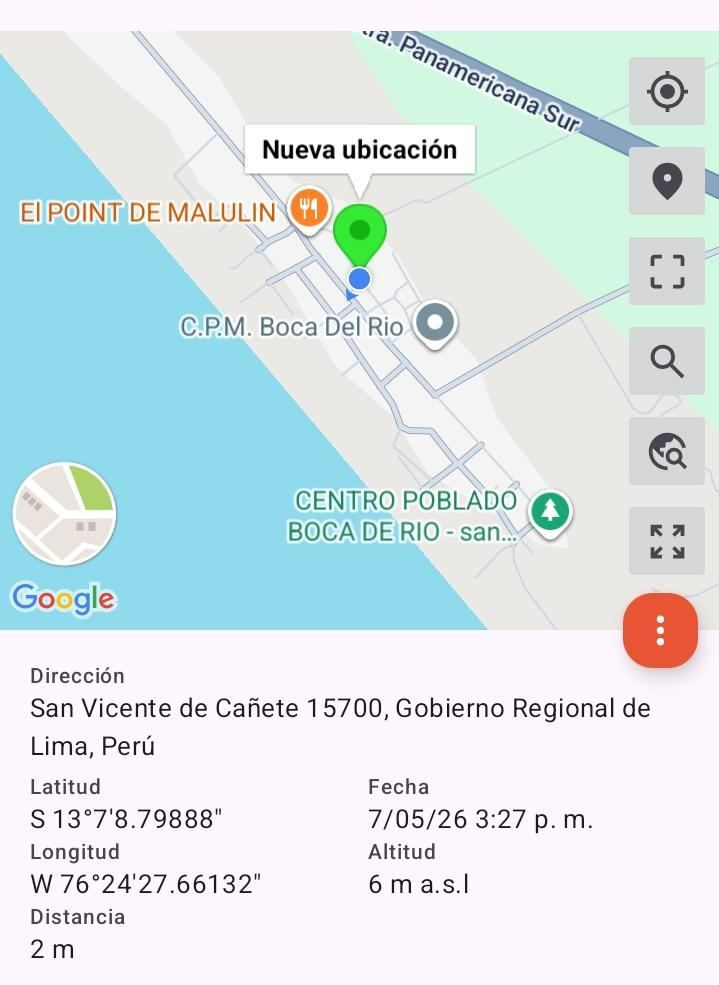 tra. Panamericana Sur
Nueva ubicación
El POINT DE MALULIN
C.P.M. Boca Del Rio
CENTRO POBLADO
BOCA DE RIO - san...
Google
Dirección
San Vicente de Cañete 15700, Gobierno Regional de
Lima, Perú
Latitud
S 13°7'8.79888"
Fecha
7/05/26 3:27 p. m.
Longitud
W 76°24'27.66132"
Altitud
6 m a.s.l
Distancia
2 m